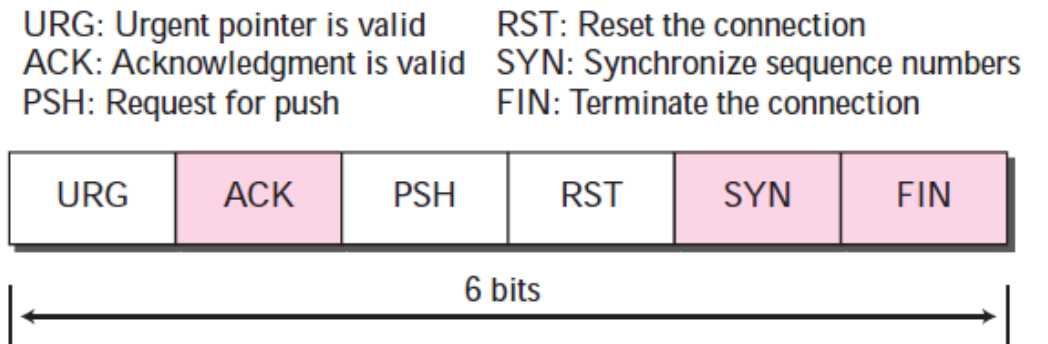 URG: Urgent pointer is valid RST: Reset the connection
ACK: Acknowledgment is valid SYN: Synchronize sequence numbers
PSH: Request for push FIN: Terminate the connection
URG ACK PSH RST SYN FIN
6 bits